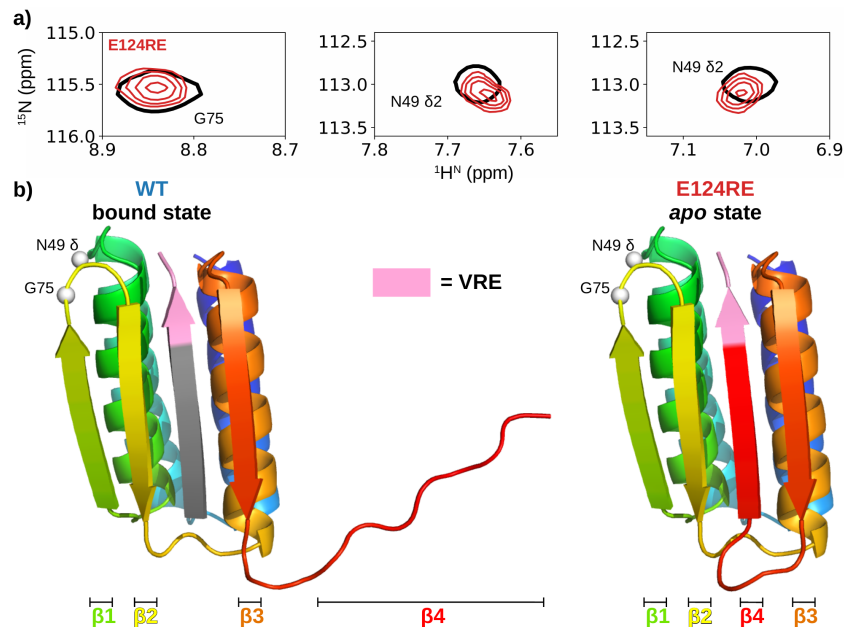 a)
115.0
115.5
116.0
¹⁵N (ppm)
E124RE
G75
8.9
8.8
8.7
112.5
113.0
113.5
N49 δ2
7.8
7.7
7.6
¹Hᴺ (ppm)
112.5
113.0
113.5
N49 δ2
7.1
7.0
6.9
b)
WT
bound state
E124RE
apo state
N49 δ
G75
= VRE
N49 δ
G75
β1
β2
β3
β4
β1
β2
β4
β3